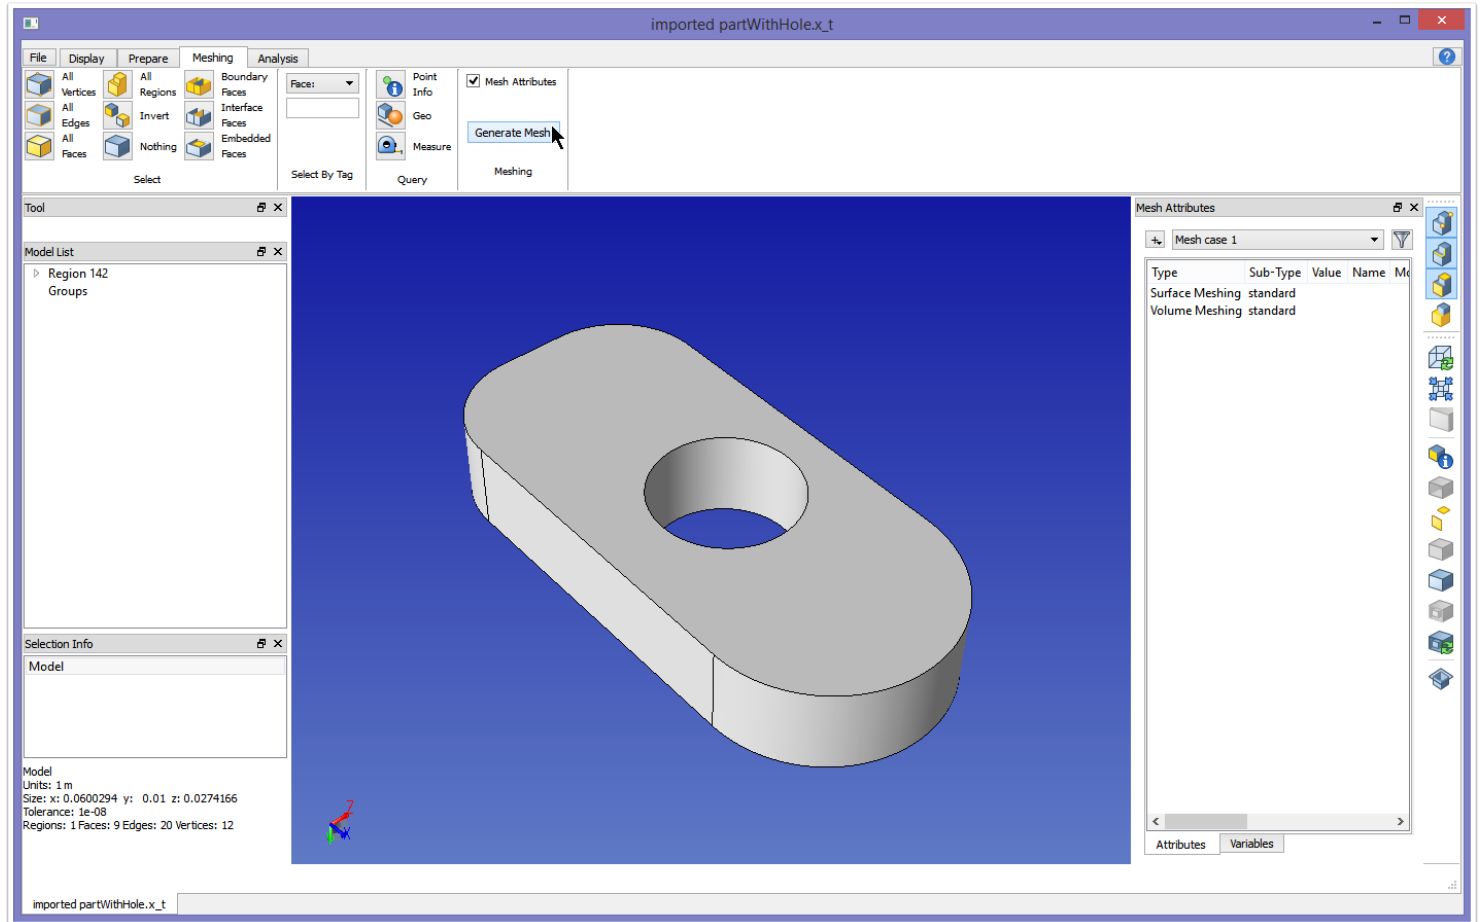 imported partWithHole.x_t
File Display Prepare Meshing Analysis
All Vertices
All Regions
Boundary Faces
All Edges
Invert
Interface Faces
All Faces
Nothing
Embedded Faces
Select
Face:
Select By Tag
Point Info
Geo
Measure
Query
Mesh Attributes
Generate Mesh
Meshing
Tool
Model List
Region 142
Groups
Selection Info
Model
Model
Units: 1 m
Size: x: 0.0600294 y: 0.01 z: 0.0274166
Tolerance: 1e-08
Regions: 1 Faces: 9 Edges: 20 Vertices: 12
Z
X
Mesh Attributes
Mesh case 1
Type Sub-Type Value Name Mo
Surface Meshing standard
Volume Meshing standard
Attributes Variables
imported partWithHole.x_t